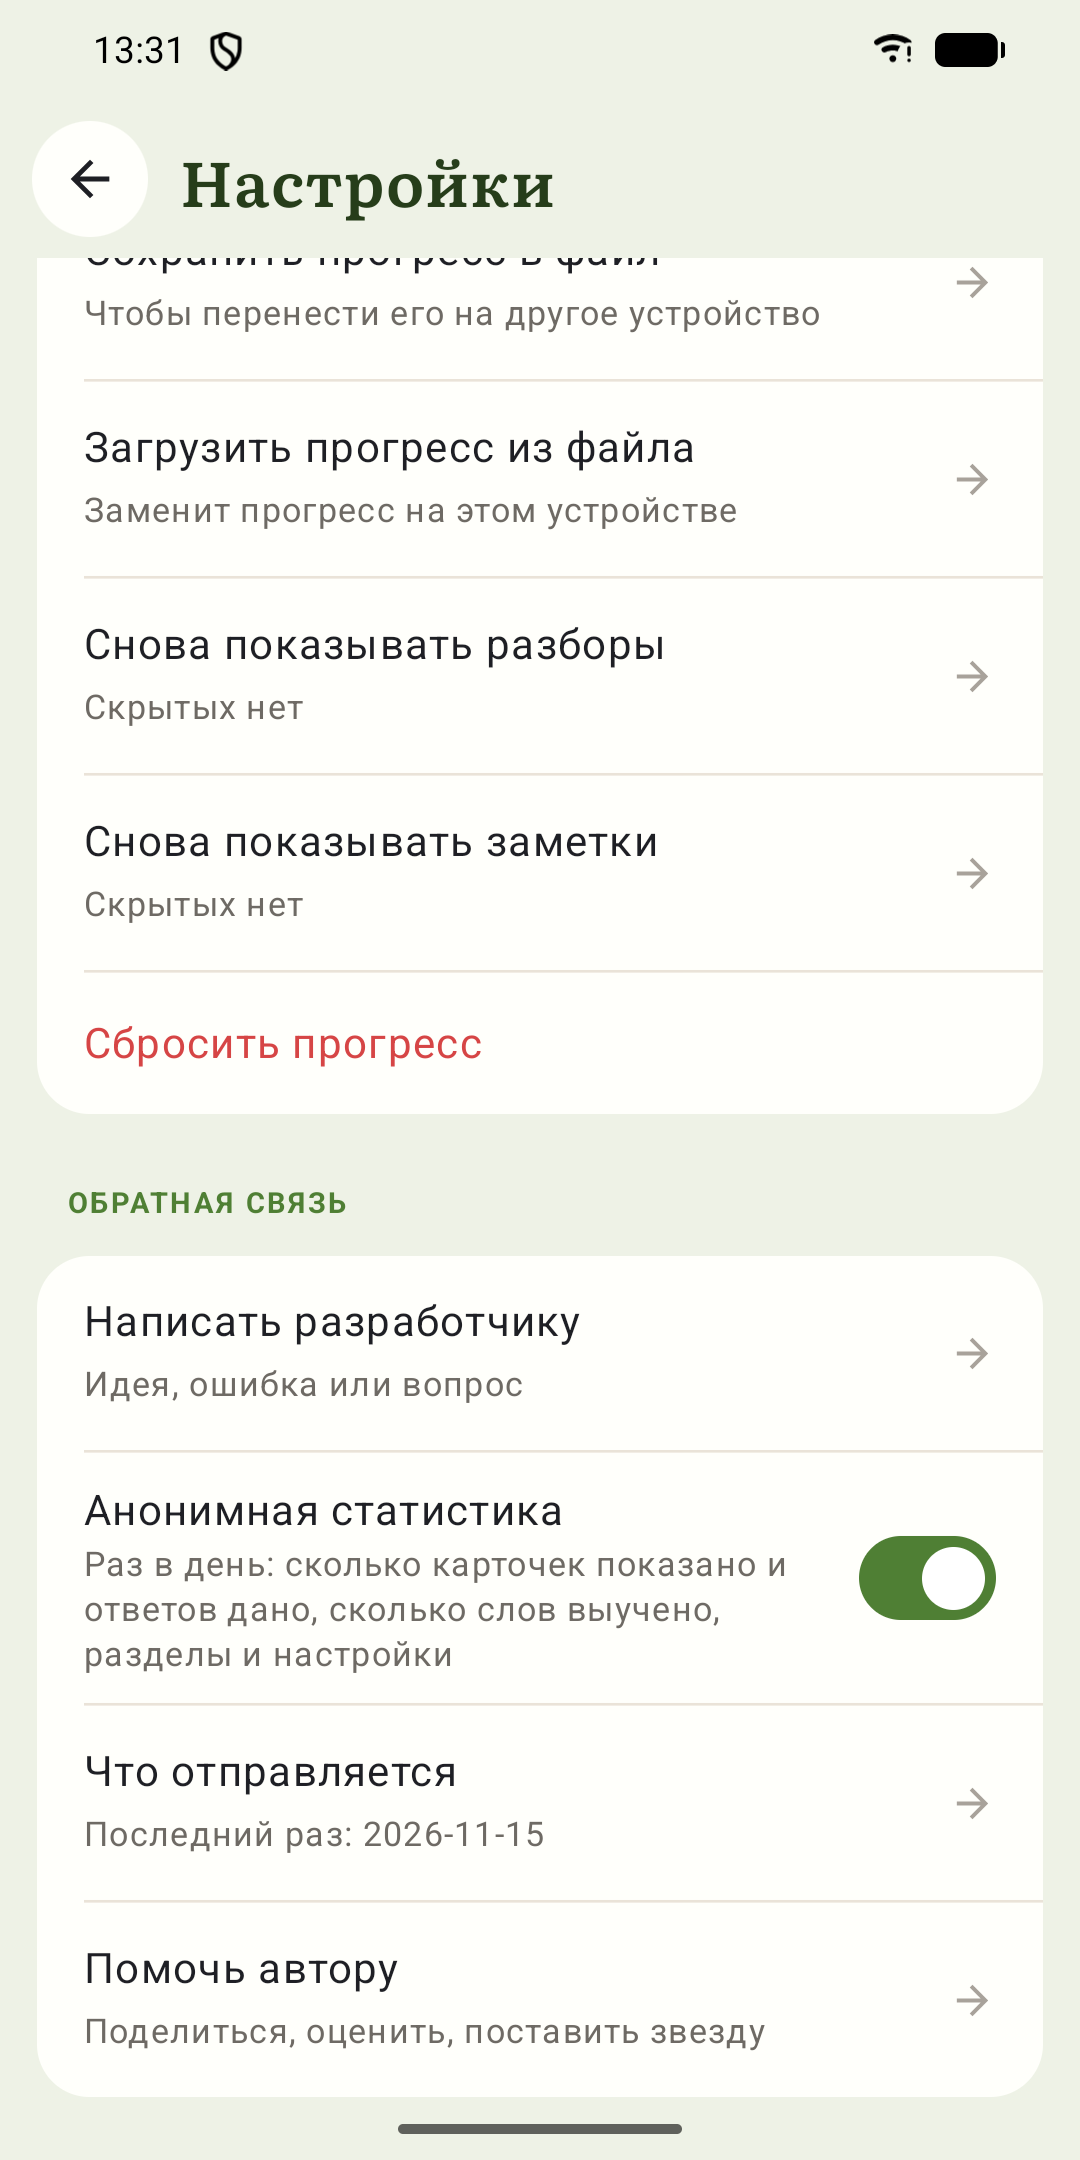 13:31
Настройки
Сохранить прогресс в файл
Чтобы перенести его на другое устройство
Загрузить прогресс из файла
Заменит прогресс на этом устройстве
Снова показывать разборы
Скрытых нет
Снова показывать заметки
Скрытых нет
Сбросить прогресс
ОБРАТНАЯ СВЯЗЬ
Написать разработчику
Идея, ошибка или вопрос
Анонимная статистика
Раз в день: сколько карточек показано и
ответов дано, сколько слов выучено,
разделы и настройки
Что отправляется
Последний раз: 2026-11-15
Помочь автору
Поделиться, оценить, поставить звезду